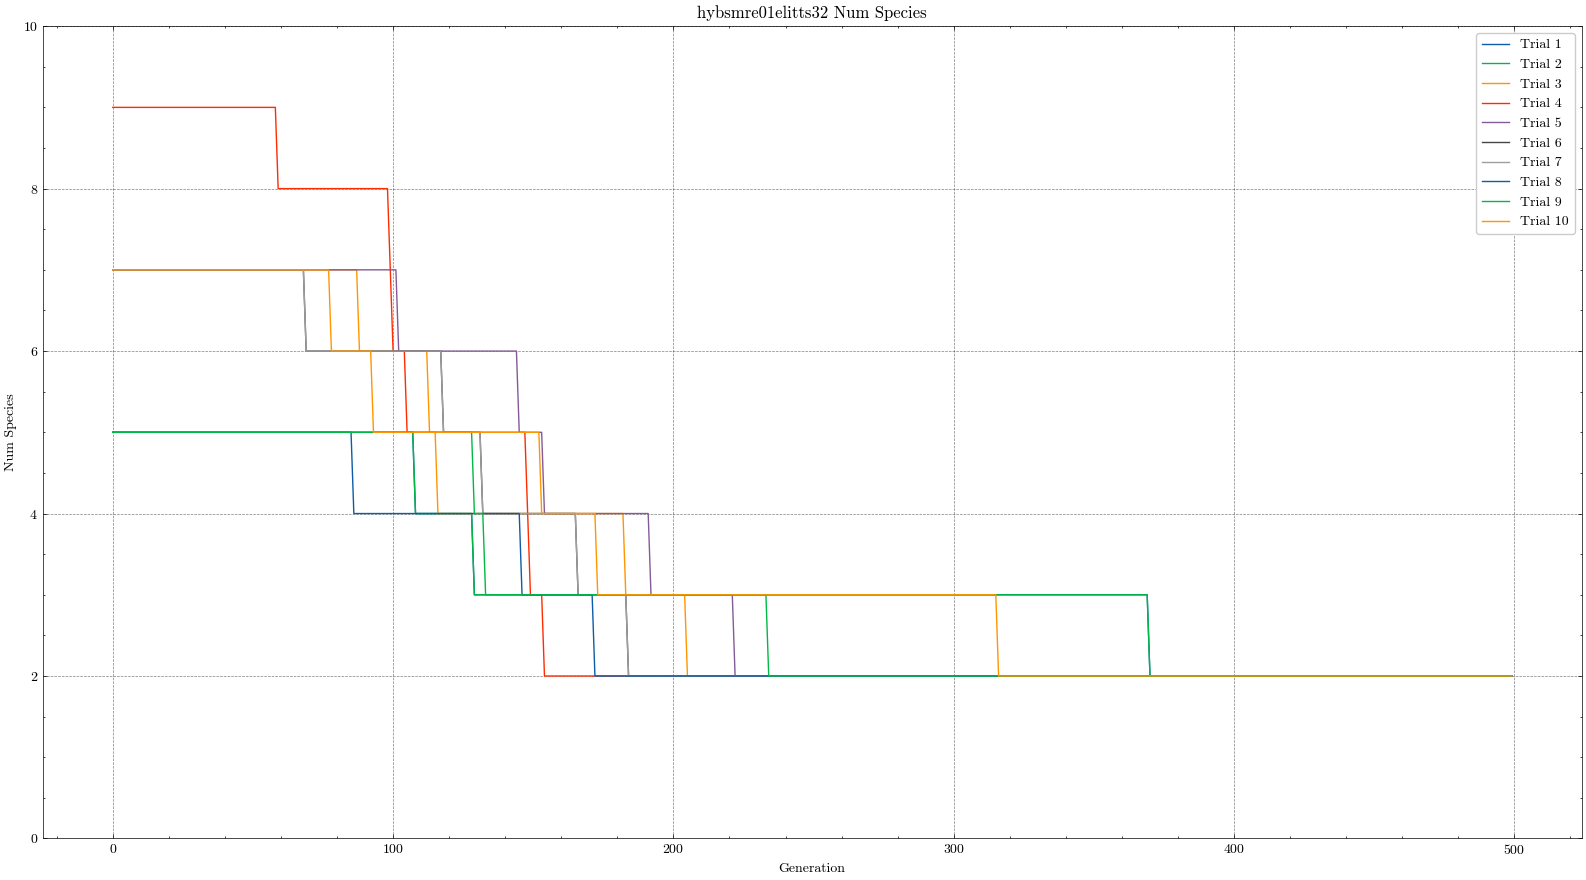 hybsmre01elitts32 Num Species
10
8
6
4
2
0
Num Species
0
100
200
300
400
500
Generation
Trial 1
Trial 2
Trial 3
Trial 4
Trial 5
Trial 6
Trial 7
Trial 8
Trial 9
Trial 10